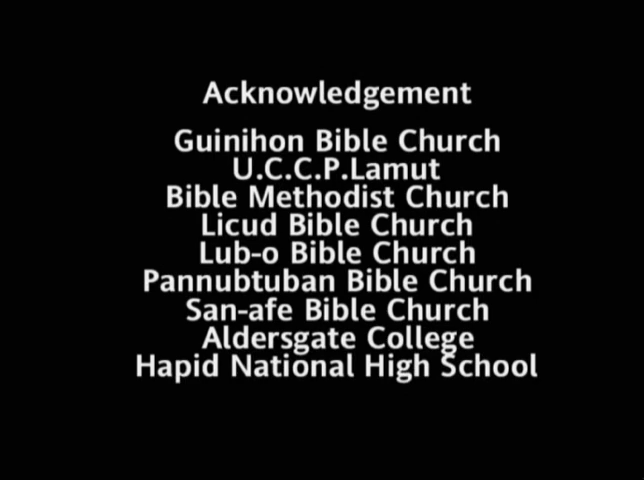 Acknowledgement
Guinihon Bible Church
U.C.C.P.Lamut
Bible Methodist Church
Licud Bible Church
Lub-o Bible Church
Pannubtuban Bible Church
San-afe Bible Church
Aldersgate College
Hapid National High School